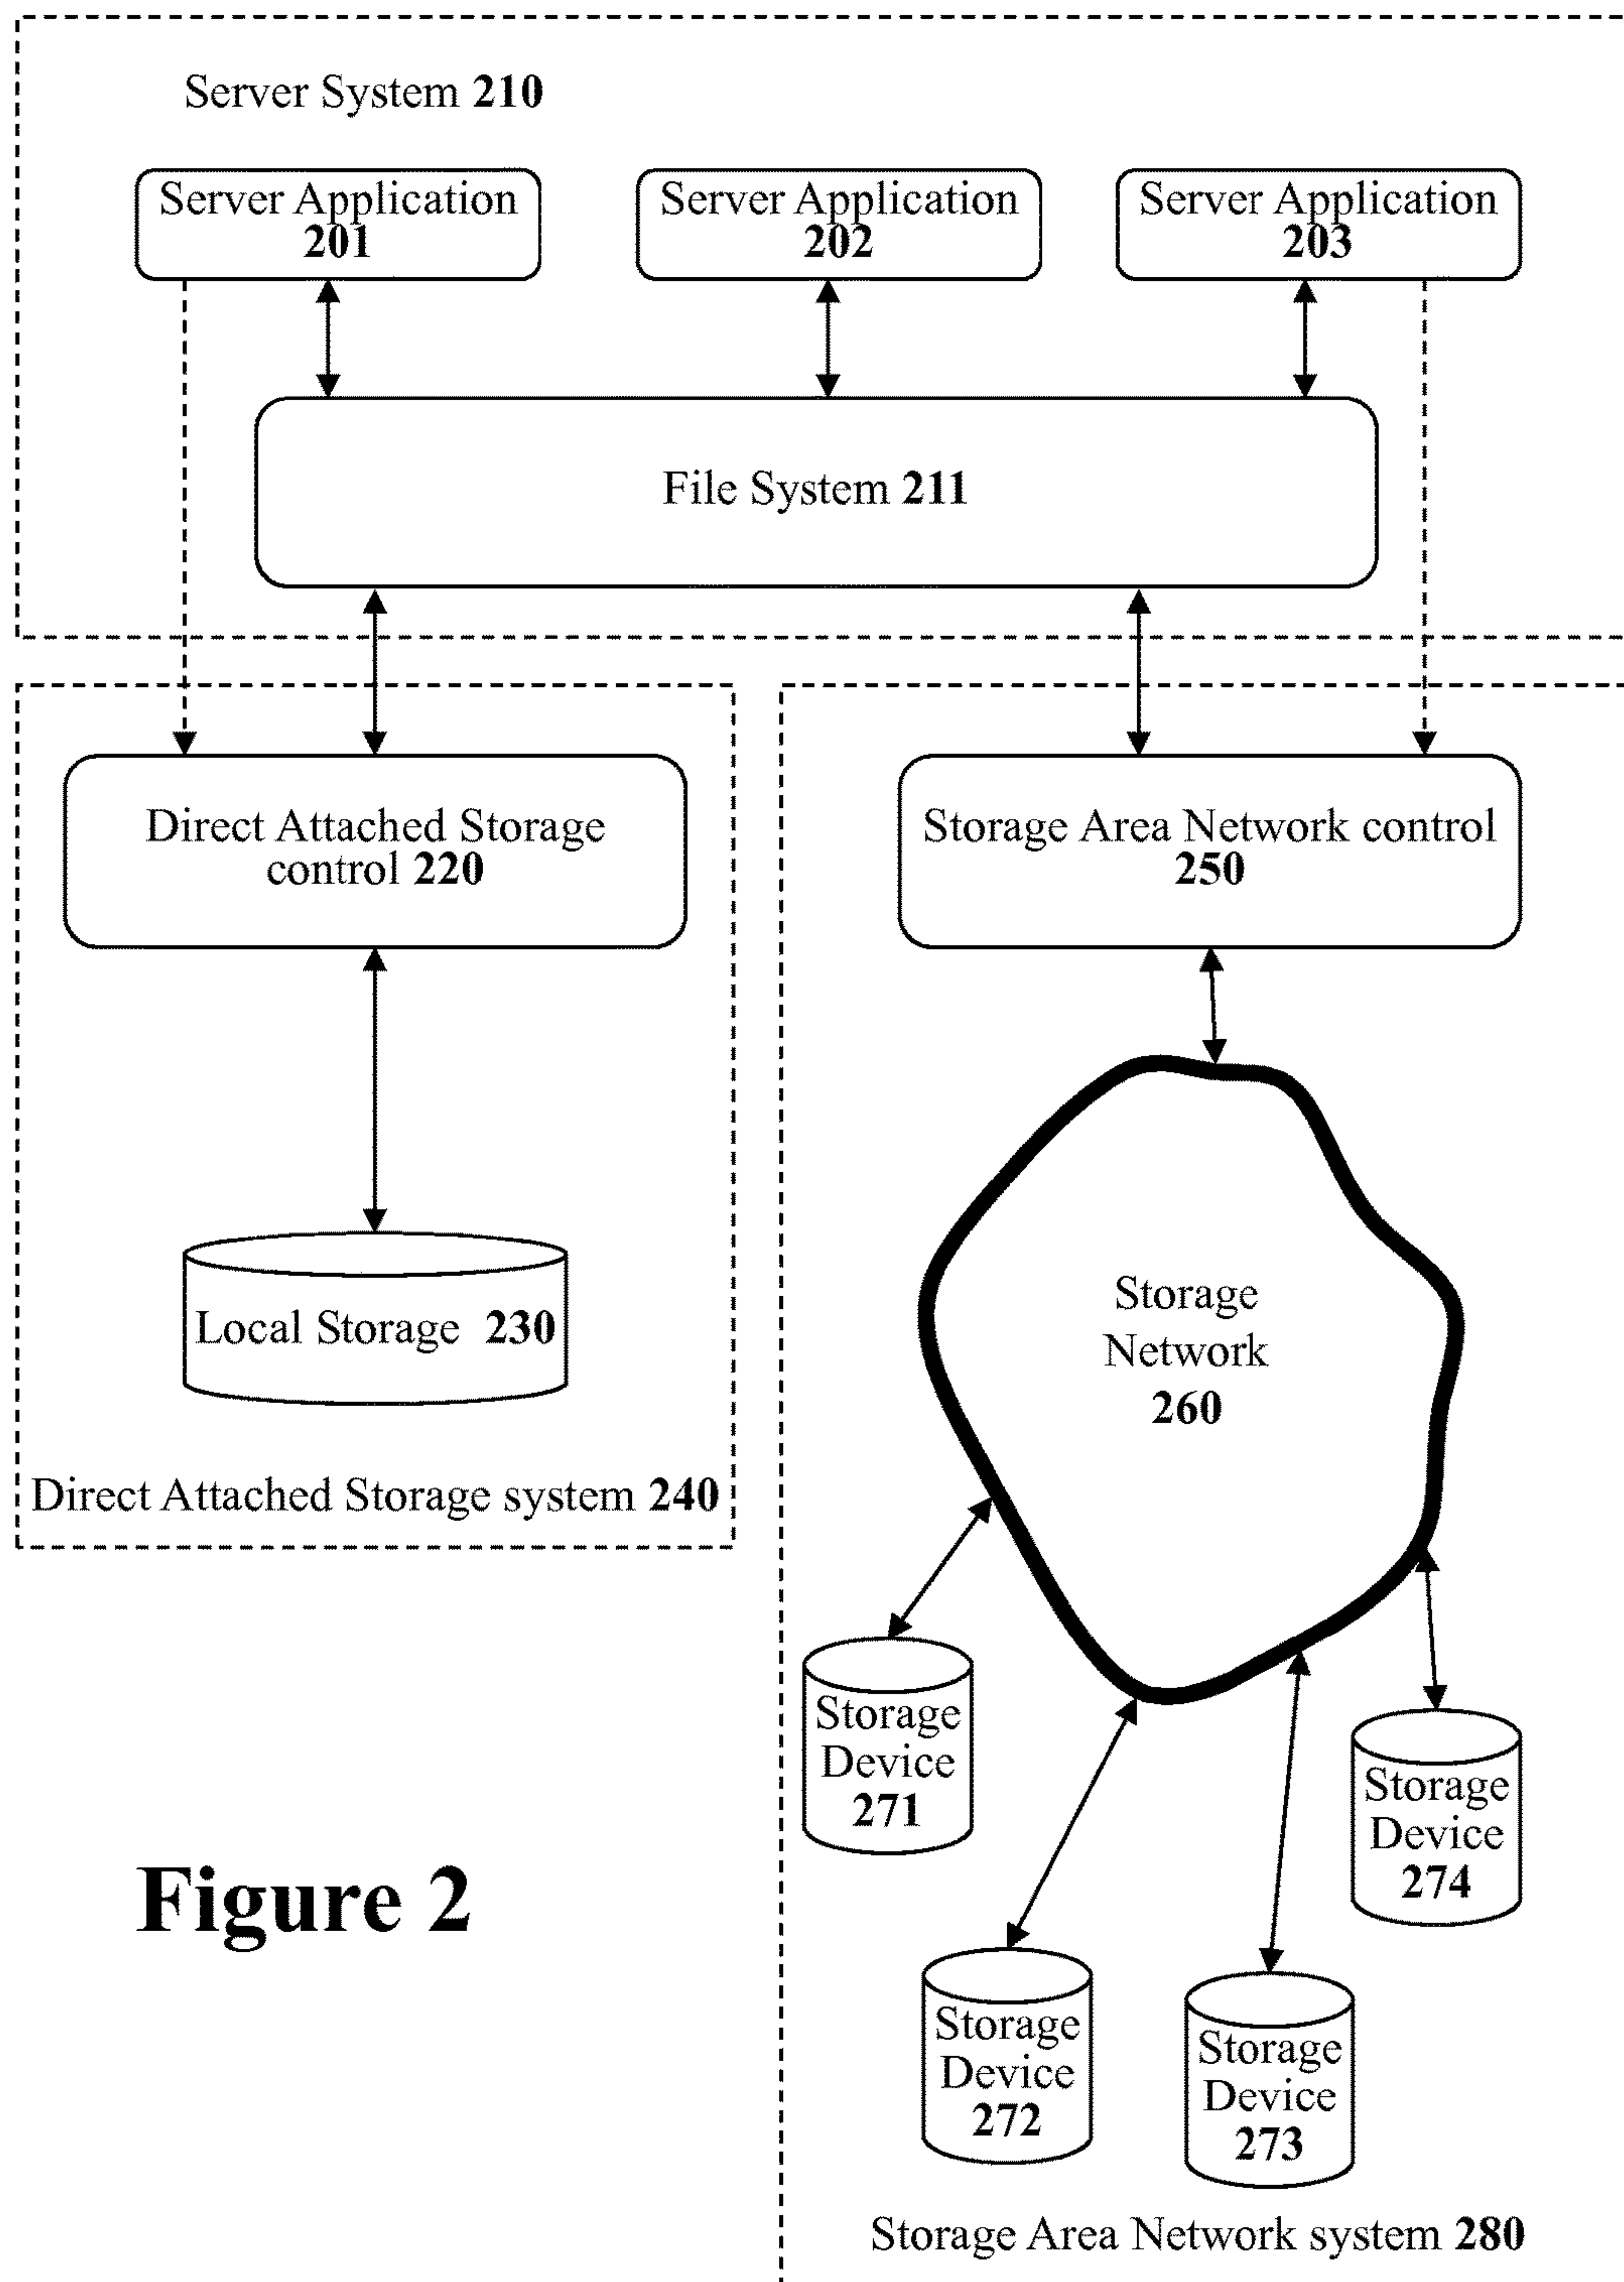 Server System 210
Server Application
201
Server Application
202
Server Application
203
File System 211
Direct Attached Storage
control 220
Storage Area Network control
250
Local Storage 230
Direct Attached Storage system 240
Storage
Network
260
Storage
Device
271
Storage
Device
272
Storage
Device
273
Storage
Device
274
Storage Area Network system 280
Figure 2